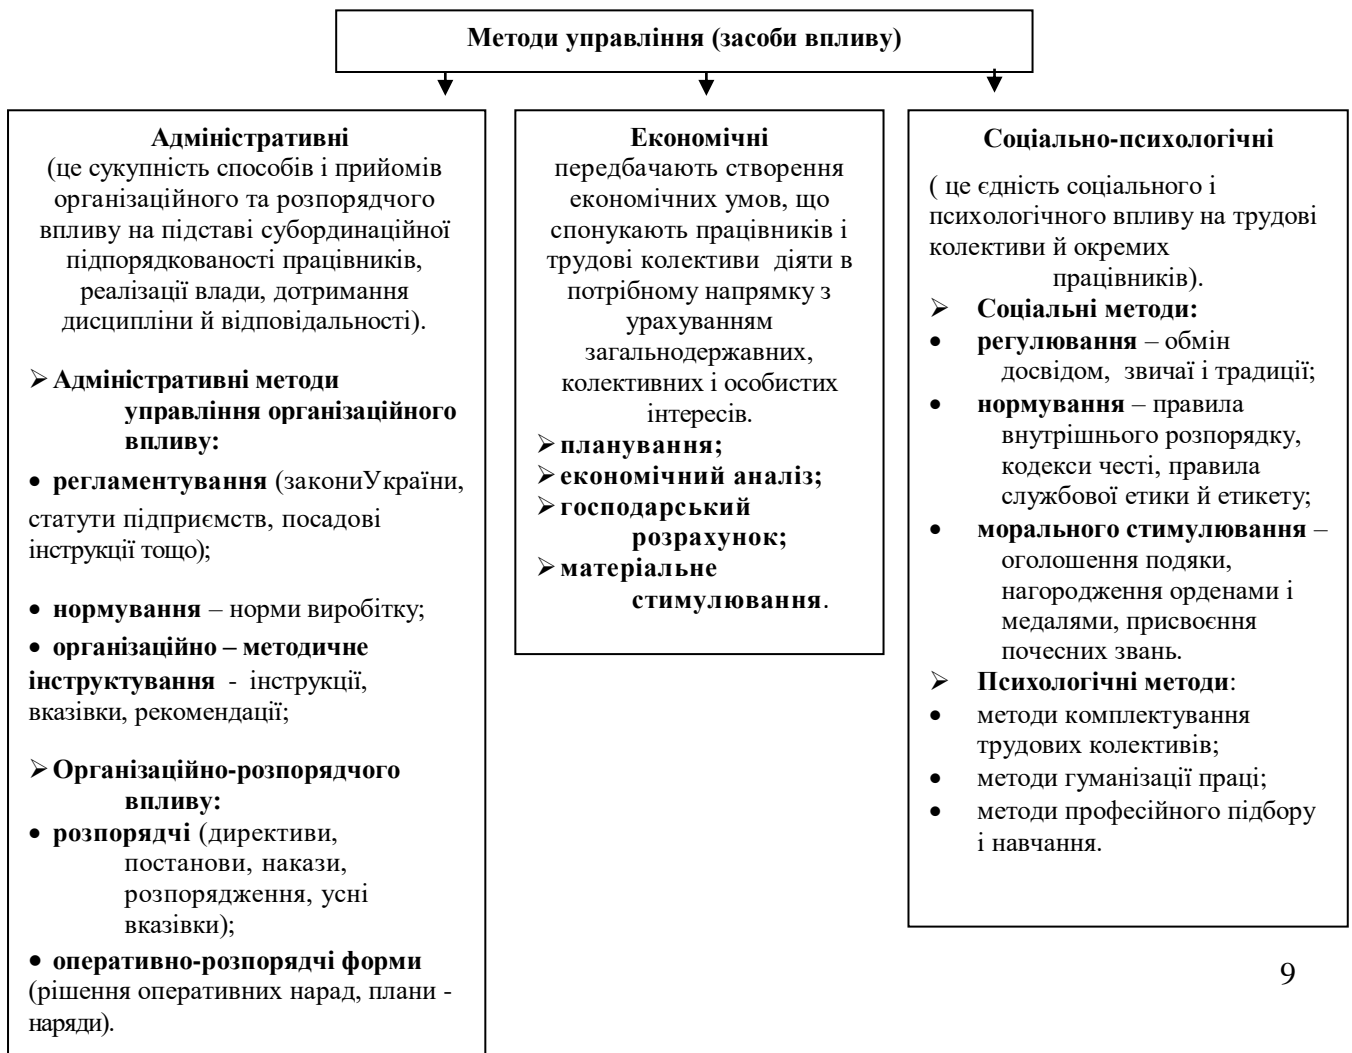 Методи управління (засоби впливу)
Адміністративні
(це сукупність способів і прийомів
організаційного та розпорядчого
впливу на підставі субординаційної
підпорядкованості працівників,
реалізації влади, дотримання
дисципліни й відповідальності).
➢ Адміністративні методи
управління організаційного
впливу:
• регламентування (закониУкраїни,
статути підприємств, посадові
інструкції тощо);
• нормування – норми виробітку;
• організаційно – методичне
інструктування - інструкції,
вказівки, рекомендації;
➢ Організаційно-розпорядчого
впливу:
• розпорядчі (директиви,
постанови, накази,
розпорядження, усні
вказівки);
• оперативно-розпорядчі форми
(рішення оперативних нарад, плани -
наряди).
Економічні
передбачають створення
економічних умов, що
спонукають працівників і
трудові колективи діяти в
потрібному напрямку з
урахуванням
загальнодержавних,
колективних і особистих
інтересів.
➢ планування;
➢ економічний аналіз;
➢ господарський
розрахунок;
➢ матеріальне
стимулювання.
Соціально-психологічні
( це єдність соціального і
психологічного впливу на трудові
колективи й окремих
працівників).
➢ Соціальні методи:
• регулювання – обмін
досвідом, звичаї і традиції;
• нормування – правила
внутрішнього розпорядку,
кодекси честі, правила
службової етики й етикету;
• морального стимулювання –
оголошення подяки,
нагородження орденами і
медалями, присвоєння
почесних звань.
➢ Психологічні методи:
• методи комплектування
трудових колективів;
• методи гуманізації праці;
• методи професійного підбору
і навчання.
9